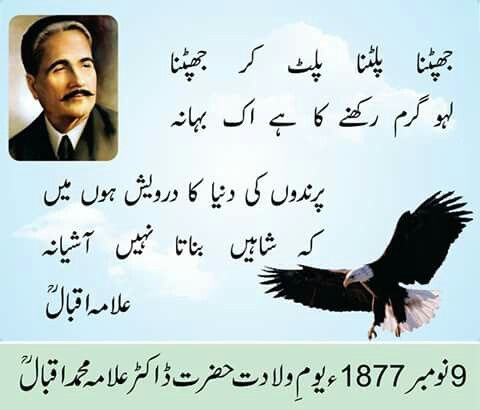 جھپٹنا پلٹنا پلٹ کر جھپٹنا
لہو گرم رکھنے کا ہے اک بہانہ
پرندوں کی دنیا کا درویش ہوں میں
کہ شاہیں بناتا نہیں آشیانہ
علامہ اقبالؒ
9 نومبر 1877ء یومِ ولادت حضرت ڈاکٹر علامہ محمد اقبالؒ